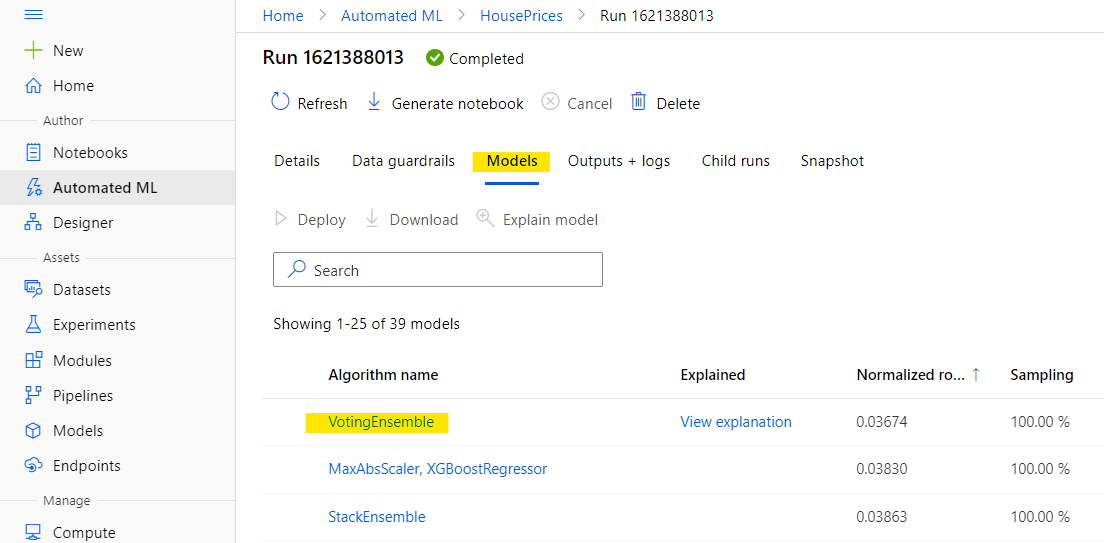 Home > Automated ML > HousePrices > Run 1621388013
New
Home
Author
Notebooks
Automated ML
Designer
Assets
Datasets
Experiments
Modules
Pipelines
Models
Endpoints
Manage
Compute
Run 1621388013 Completed
Refresh Generate notebook Cancel Delete
Details Data guardrails Models Outputs + logs Child runs Snapshot
Deploy Download Explain model
Search
Showing 1-25 of 39 models
Algorithm name Explained Normalized ro... ↑ Sampling
VotingEnsemble View explanation 0.03674 100.00 %
MaxAbsScaler, XGBoostRegressor 0.03830 100.00 %
StackEnsemble 0.03863 100.00 %